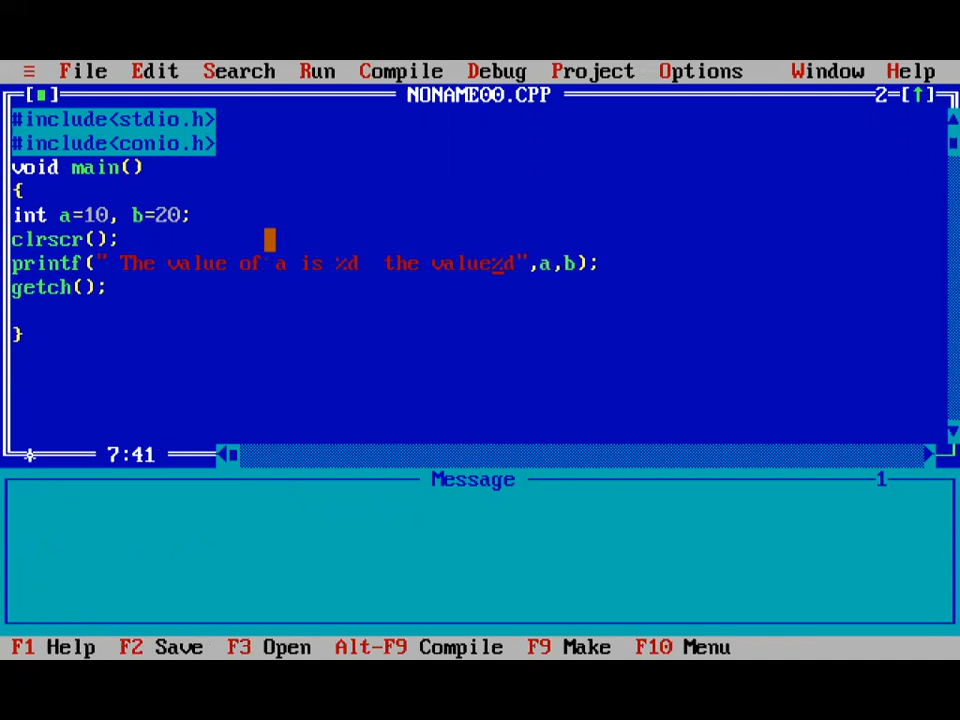 ≡ File Edit Search Run Compile Debug Project Options Window Help
[■] NONAME00.CPP 2=[↑]
#include<stdio.h>
#include<conio.h>
void main()
{
int a=10, b=20;
clrscr();
printf(" The value of a is %d  the value%d",a,b);
getch();
}
7:41
Message 1
F1 Help F2 Save F3 Open Alt-F9 Compile F9 Make F10 Menu